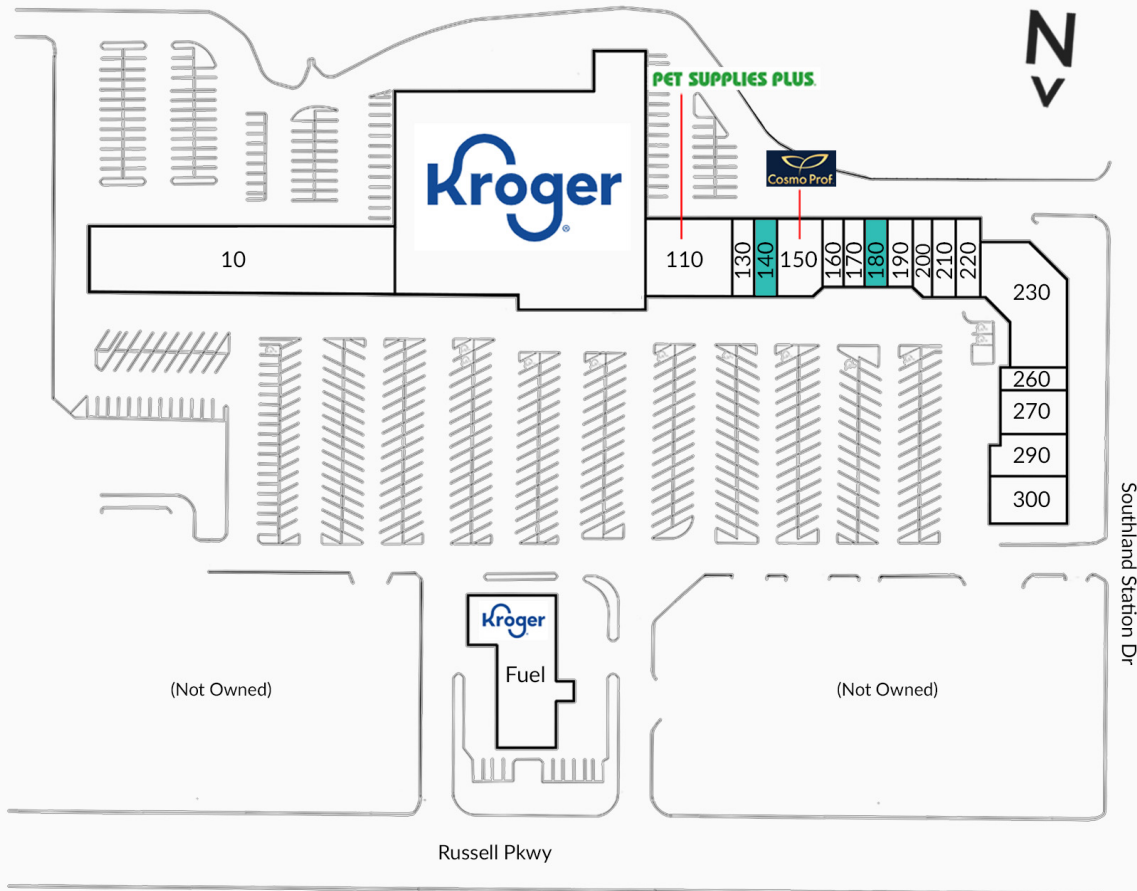 N
PET SUPPLIES PLUS.
Kroger
Cosmo Prof
10
110
130
140
150
160
170
180
190
200
210
220
230
260
270
290
300
Southland Station Dr
Kroger
Fuel
(Not Owned)
(Not Owned)
Russell Pkwy